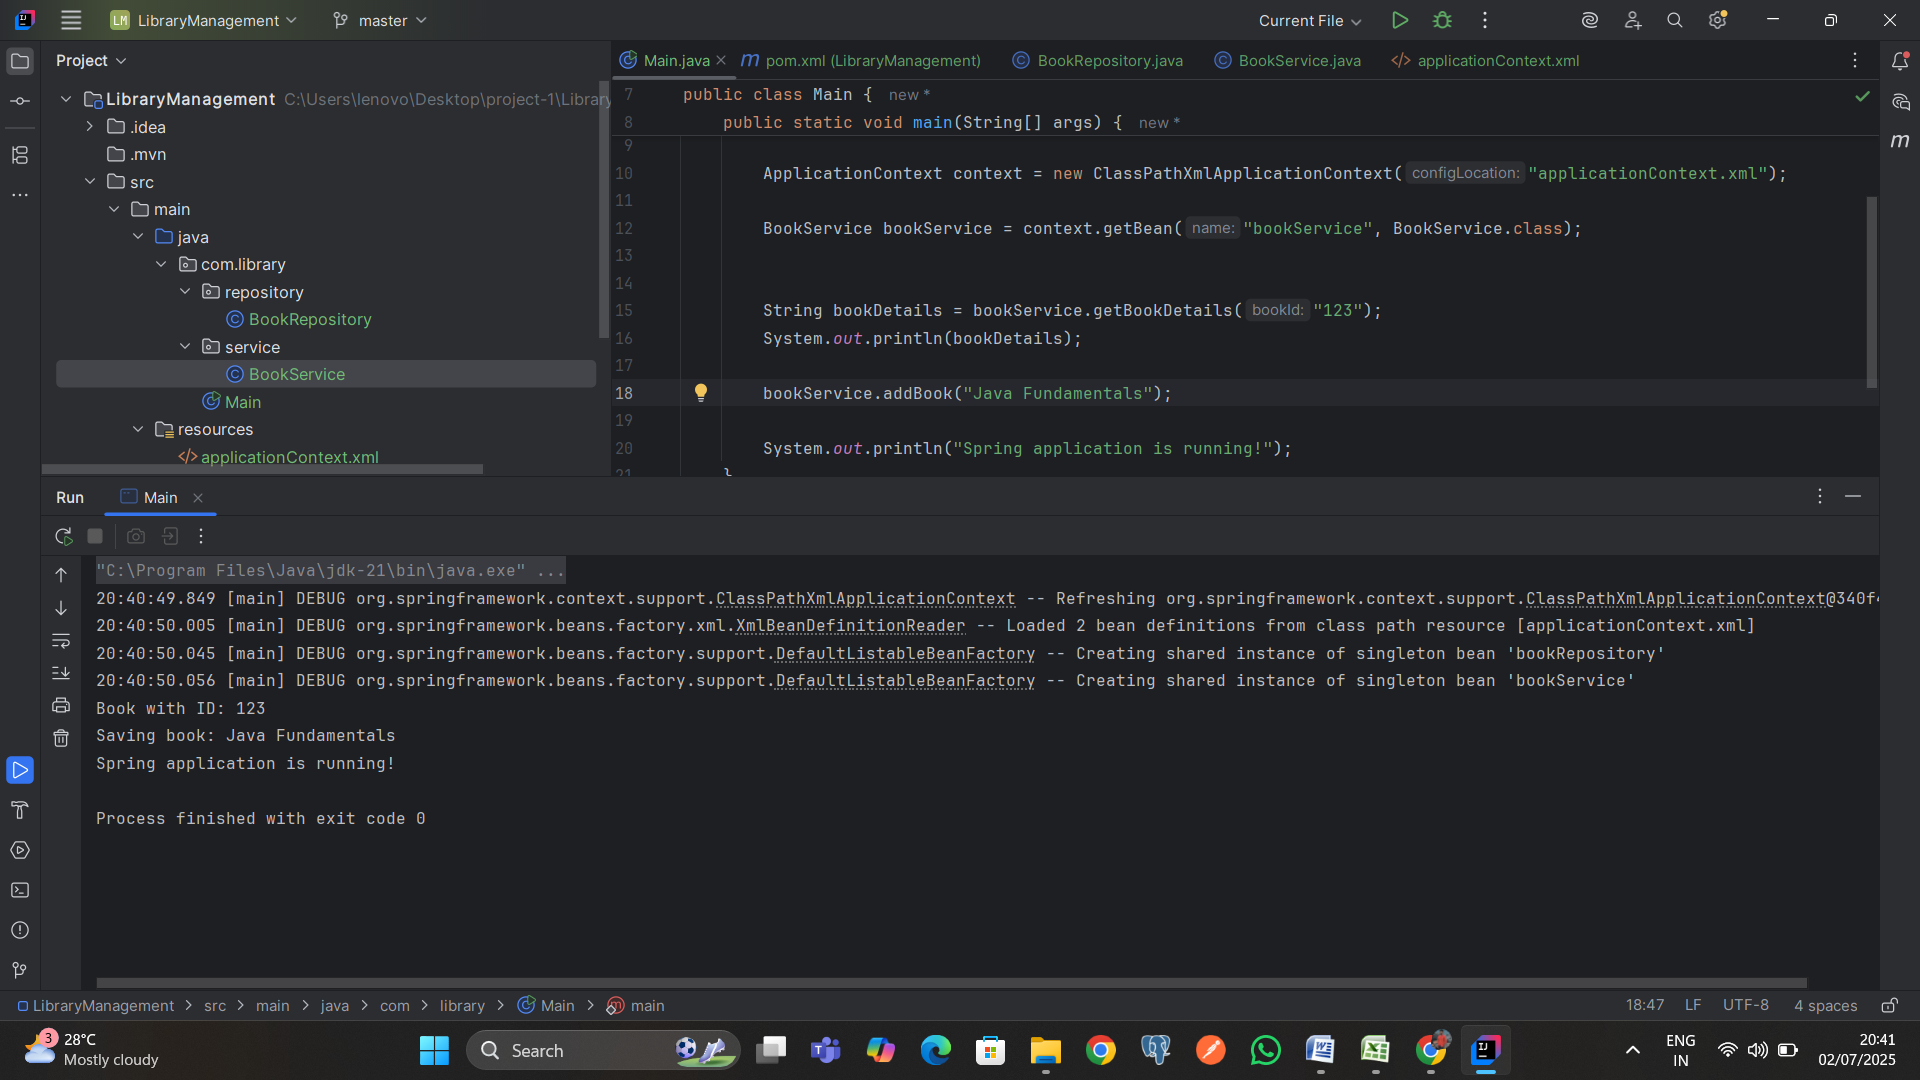 LM LibraryManagement master Current File
Project
Main.java pom.xml (LibraryManagement) BookRepository.java BookService.java applicationContext.xml
LibraryManagement C:\Users\lenovo\Desktop\project-1\Library
.idea
.mvn
src
main
java
com.library
repository
BookRepository
service
BookService
Main
resources
applicationContext.xml
7 public class Main { new *
8 public static void main(String[] args) { new *
9
10 ApplicationContext context = new ClassPathXmlApplicationContext( configLocation: "applicationContext.xml");
11
12 BookService bookService = context.getBean( name: "bookService", BookService.class);
13
14
15 String bookDetails = bookService.getBookDetails( bookId: "123");
16 System.out.println(bookDetails);
17
18 bookService.addBook("Java Fundamentals");
19
20 System.out.println("Spring application is running!");
21 }
Run Main
"C:\Program Files\Java\jdk-21\bin\java.exe" ...
20:40:49.849 [main] DEBUG org.springframework.context.support.ClassPathXmlApplicationContext -- Refreshing org.springframework.context.support.ClassPathXmlApplicationContext@340f4
20:40:50.005 [main] DEBUG org.springframework.beans.factory.xml.XmlBeanDefinitionReader -- Loaded 2 bean definitions from class path resource [applicationContext.xml]
20:40:50.045 [main] DEBUG org.springframework.beans.factory.support.DefaultListableBeanFactory -- Creating shared instance of singleton bean 'bookRepository'
20:40:50.056 [main] DEBUG org.springframework.beans.factory.support.DefaultListableBeanFactory -- Creating shared instance of singleton bean 'bookService'
Book with ID: 123
Saving book: Java Fundamentals
Spring application is running!
Process finished with exit code 0
LibraryManagement > src > main > java > com > library > Main > main 18:47 LF UTF-8 4 spaces
3 28°C
Mostly cloudy
Search
ENG
IN
20:41
02/07/2025